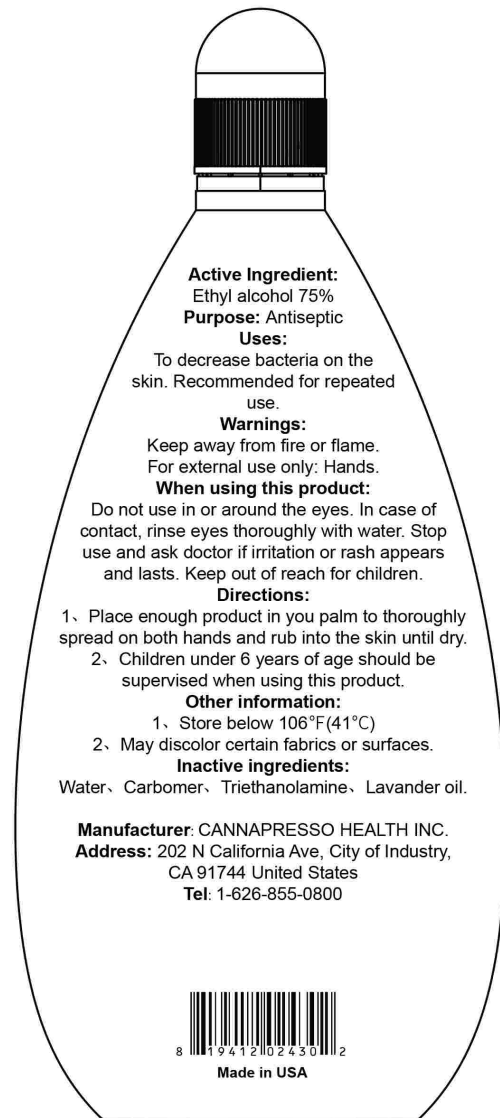 Active Ingredient:
Ethyl alcohol 75%
Purpose: Antiseptic
Uses:
To decrease bacteria on the
skin. Recommended for repeated
use.
Warnings:
Keep away from fire or flame.
For external use only: Hands.
When using this product:
Do not use in or around the eyes. In case of
contact, rinse eyes thoroughly with water. Stop
use and ask doctor if irritation or rash appears
and lasts. Keep out of reach for children.
Directions:
1、Place enough product in you palm to thoroughly
spread on both hands and rub into the skin until dry.
2、Children under 6 years of age should be
supervised when using this product.
Other information:
1、Store below 106°F(41°C)
2、May discolor certain fabrics or surfaces.
Inactive ingredients:
Water、Carbomer、Triethanolamine、Lavander oil.
Manufacturer: CANNAPRESSO HEALTH INC.
Address: 202 N California Ave, City of Industry,
CA 91744 United States
Tel: 1-626-855-0800
8 19412 02430 2
Made in USA